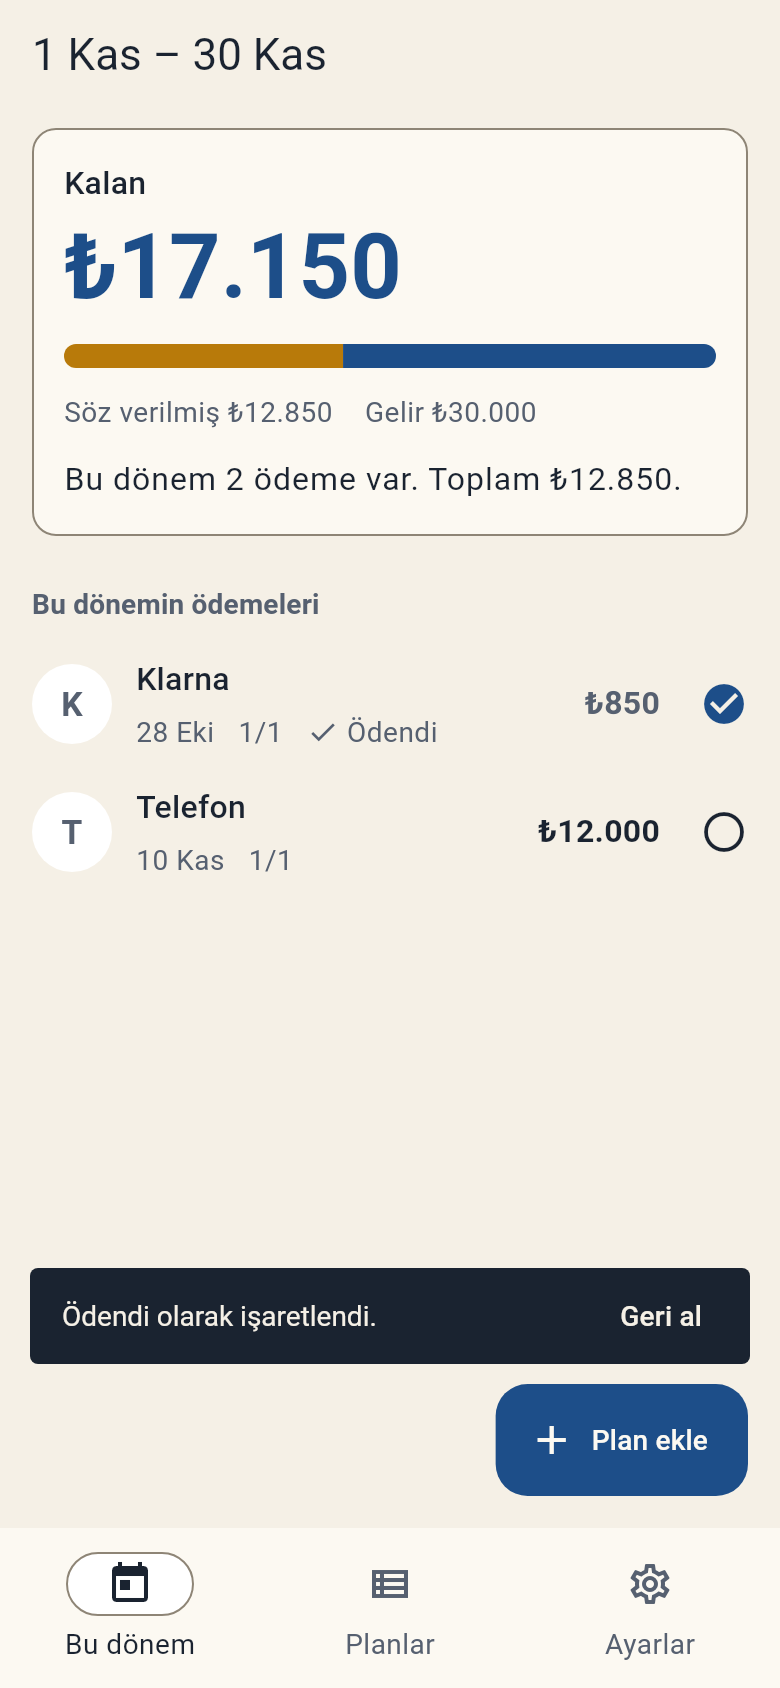 1 Kas – 30 Kas
Kalan
₺17.150
Söz verilmiş ₺12.850 Gelir ₺30.000
Bu dönem 2 ödeme var. Toplam ₺12.850.
Bu dönemin ödemeleri
K
Klarna
28 Eki 1/1 Ödendi
₺850
T
Telefon
10 Kas 1/1
₺12.000
Ödendi olarak işaretlendi. Geri al
Plan ekle
Bu dönem Planlar Ayarlar